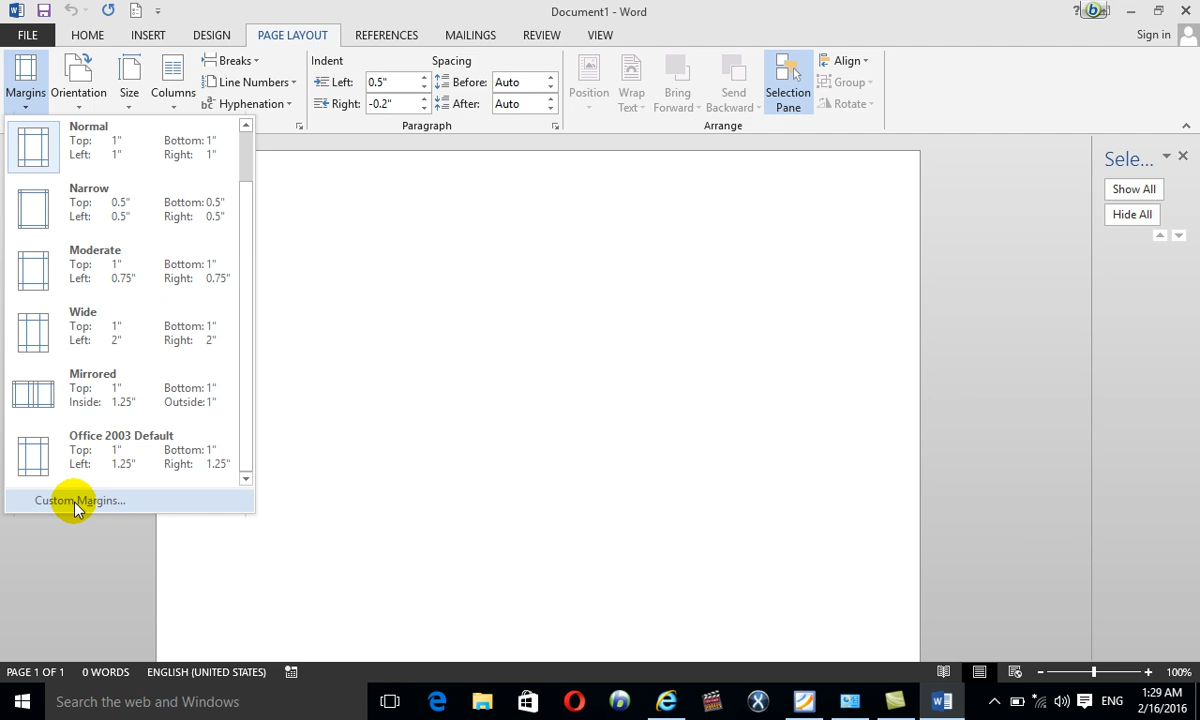 Document1 - Word
?
FILE HOME INSERT DESIGN PAGE LAYOUT REFERENCES MAILINGS REVIEW VIEW Sign in
Margins Orientation Size Columns
Breaks
Line Numbers
Hyphenation
Indent Spacing
Left: 0.5" Before: Auto
Right: -0.2" After: Auto
Paragraph
Position Wrap Text Bring Forward Send Backward Selection Pane
Align
Group
Rotate
Arrange
Normal
Top: 1" Bottom: 1"
Left: 1" Right: 1"
Narrow
Top: 0.5" Bottom: 0.5"
Left: 0.5" Right: 0.5"
Moderate
Top: 1" Bottom: 1"
Left: 0.75" Right: 0.75"
Wide
Top: 1" Bottom: 1"
Left: 2" Right: 2"
Mirrored
Top: 1" Bottom: 1"
Inside: 1.25" Outside: 1"
Office 2003 Default
Top: 1" Bottom: 1"
Left: 1.25" Right: 1.25"
Custom Margins...
Sele...
Show All
Hide All
PAGE 1 OF 1 0 WORDS ENGLISH (UNITED STATES) 100%
Search the web and Windows
ENG
1:29 AM
2/16/2016